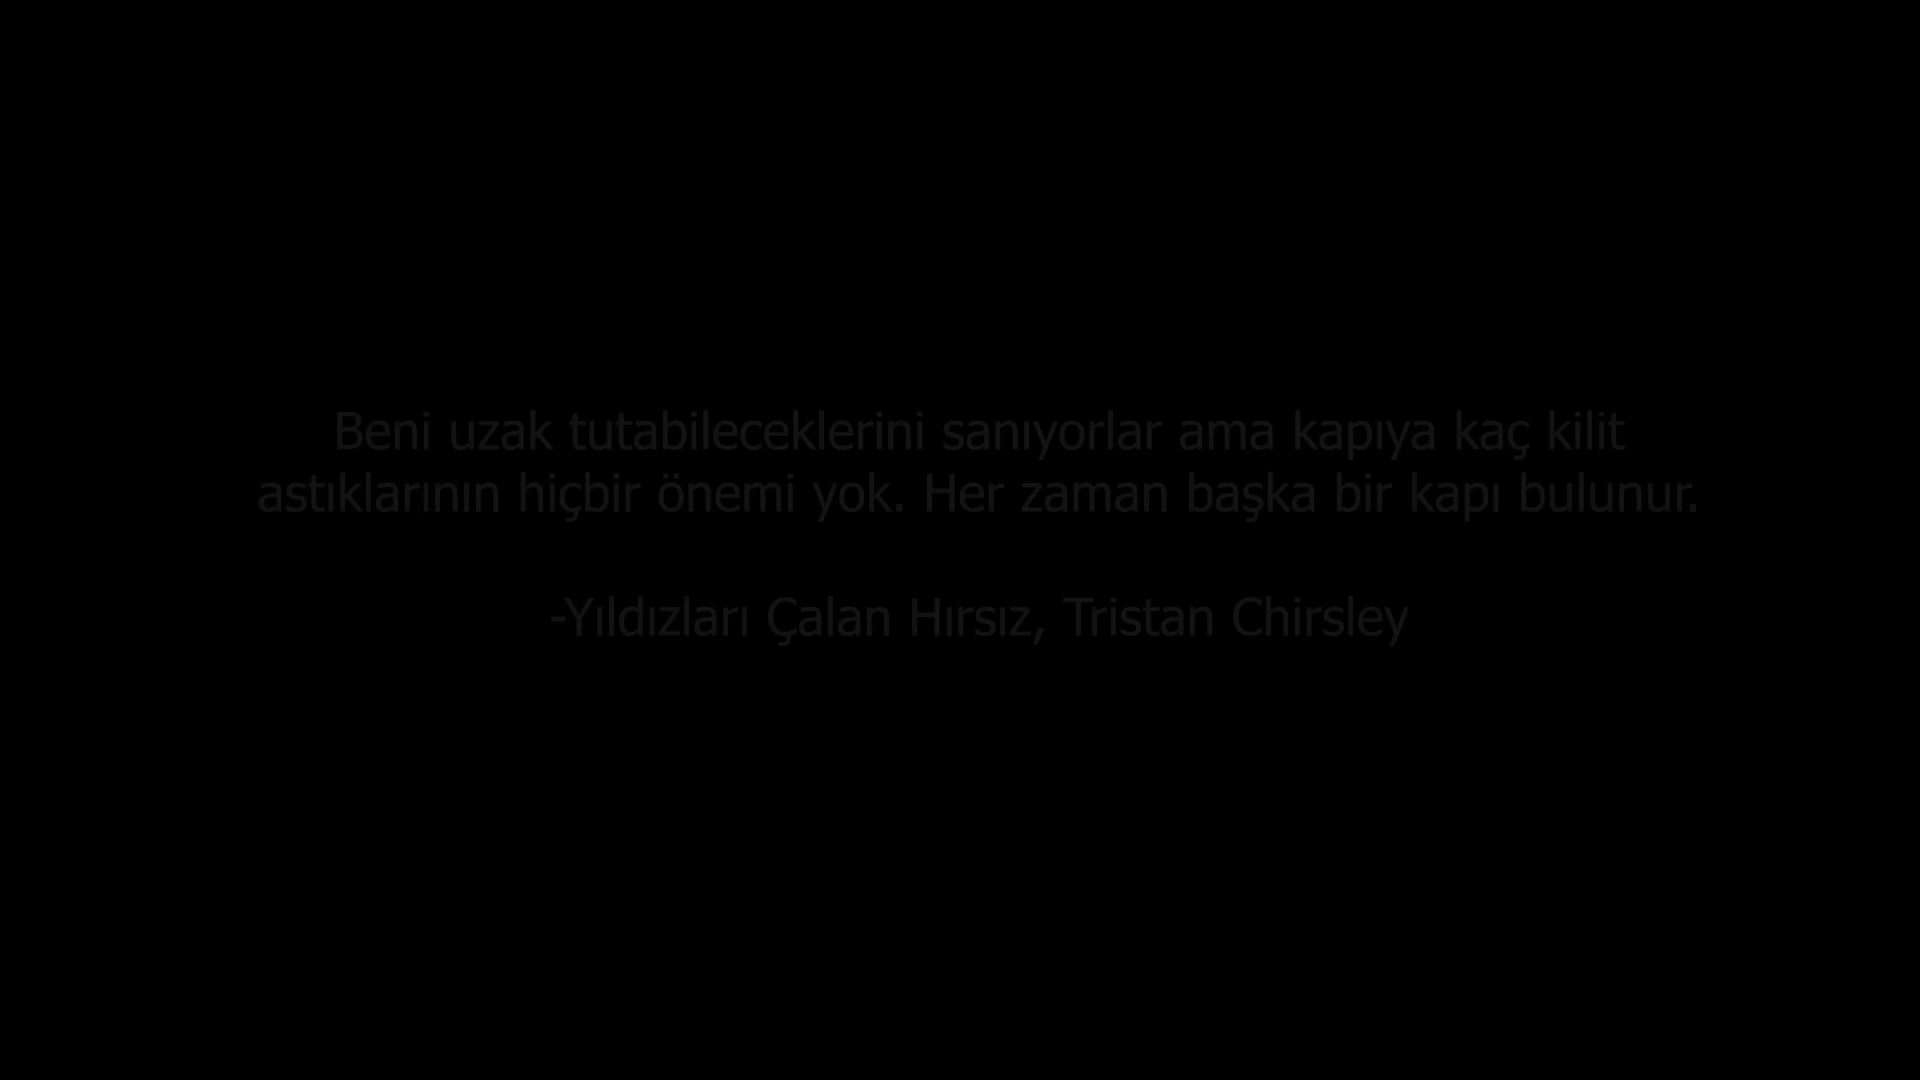 Beni uzak tutabileceklerini sanıyorlar ama kapıya kaç kilit
astıklarının hiçbir önemi yok. Her zaman başka bir kapı bulunur.
-Yıldızları Çalan Hırsız, Tristan Chirsley